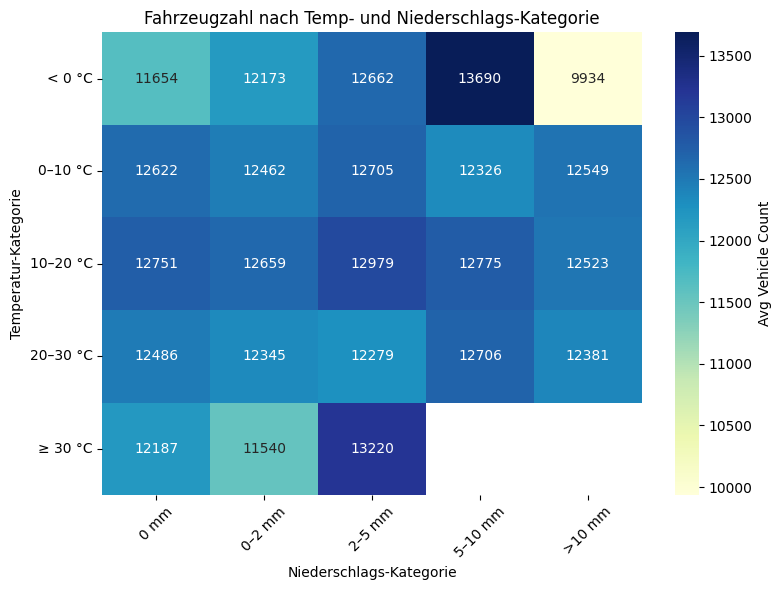 Fahrzeugzahl nach Temp- und Niederschlags-Kategorie
Temperatur-Kategorie
< 0 °C 11654 12173 12662 13690 9934
0–10 °C 12622 12462 12705 12326 12549
10–20 °C 12751 12659 12979 12775 12523
20–30 °C 12486 12345 12279 12706 12381
≥ 30 °C 12187 11540 13220
0 mm 0–2 mm 2–5 mm 5–10 mm >10 mm
Niederschlags-Kategorie
13500
13000
12500
12000
11500
11000
10500
10000
Avg Vehicle Count